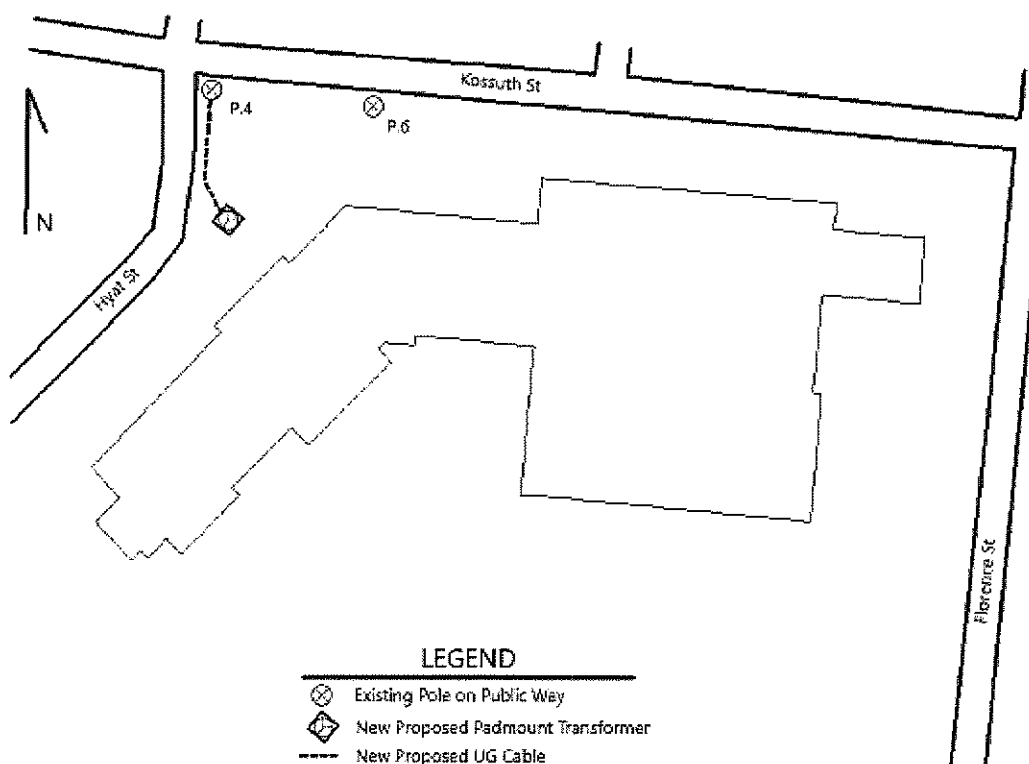 Kossuth St
P.4
P.6
N
Hyat St
Florence St
LEGEND
Existing Pole on Public Way
New Proposed Padmount Transformer
New Proposed UG Cable